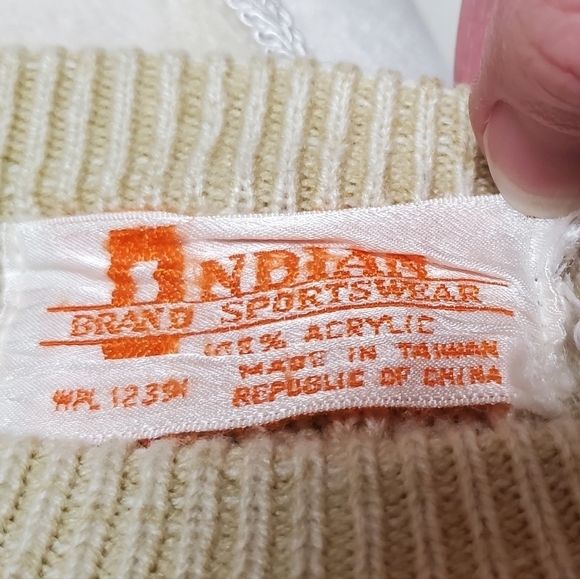 INDIAN
BRAND SPORTSWEAR
100% ACRYLIC
MADE IN TAIWAN
WPL 12391 REPUBLIC OF CHINA